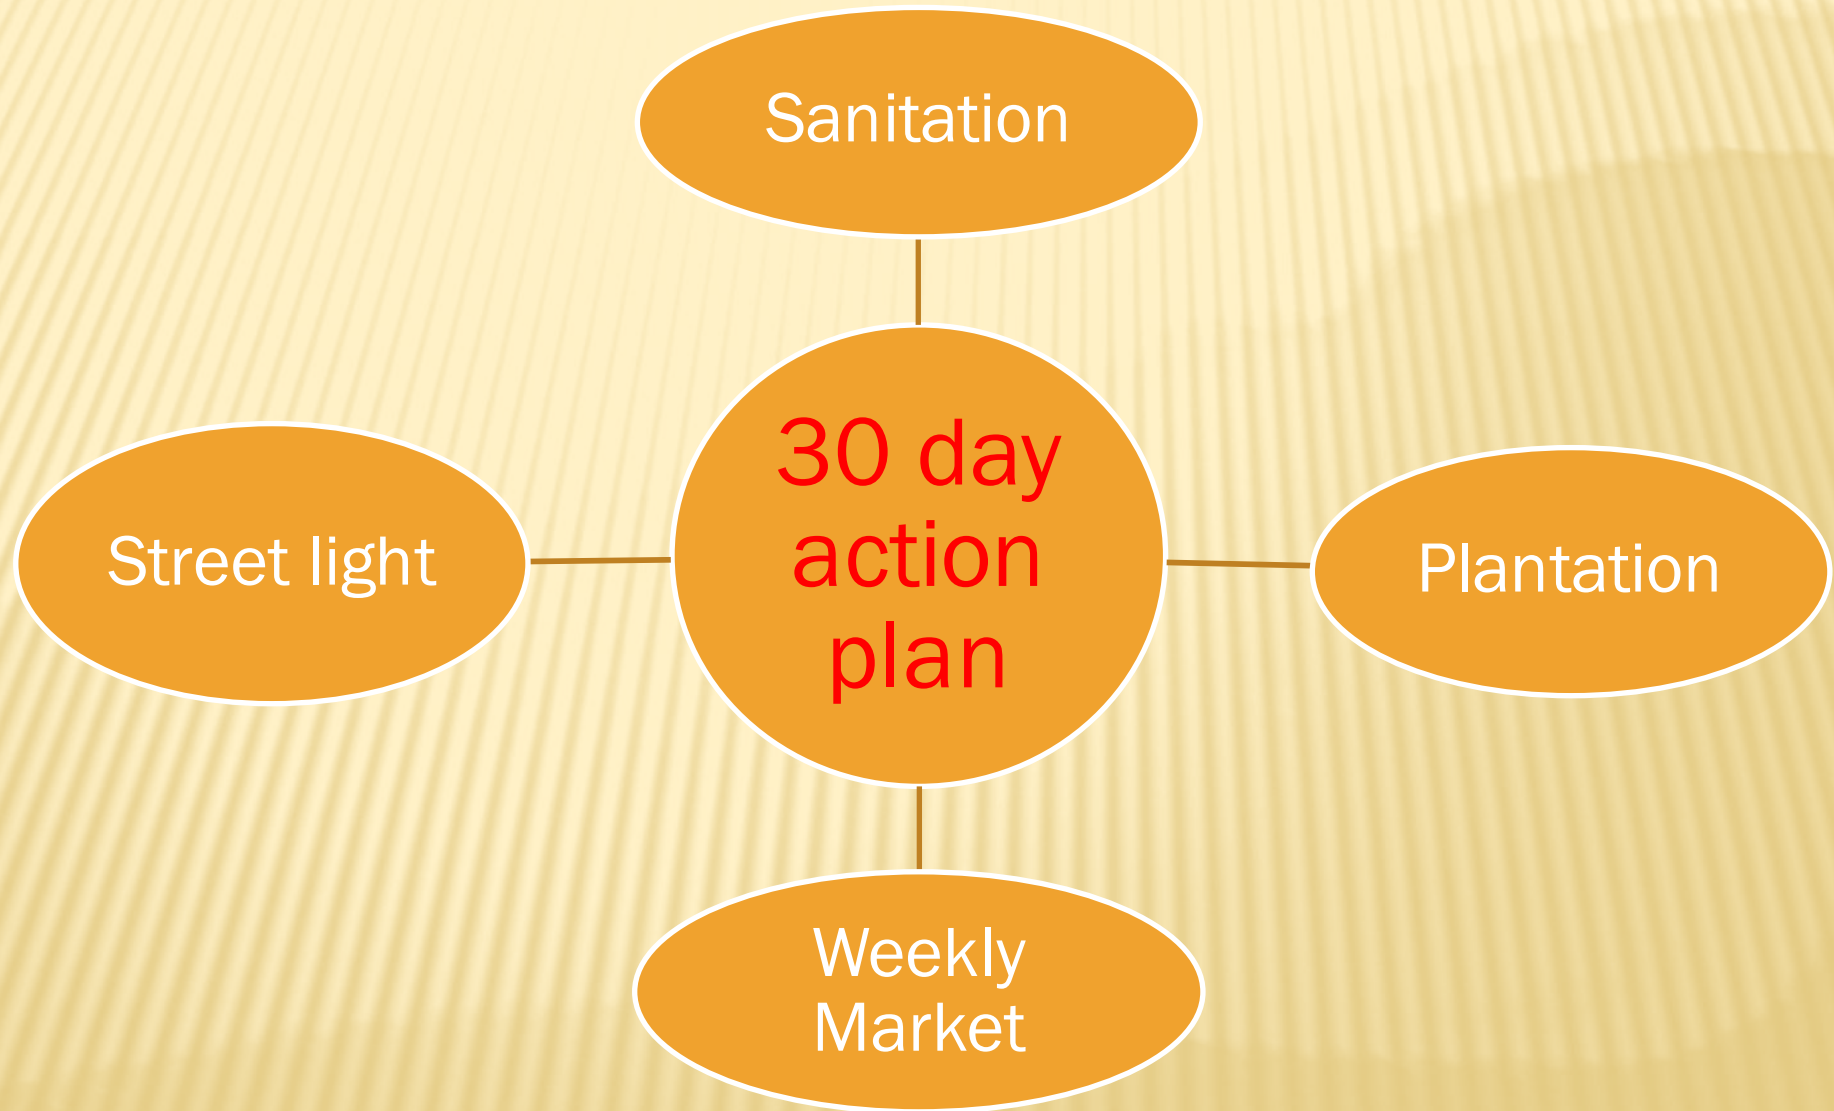 Sanitation
30 day
action
plan
Street light
Plantation
Weekly
Market